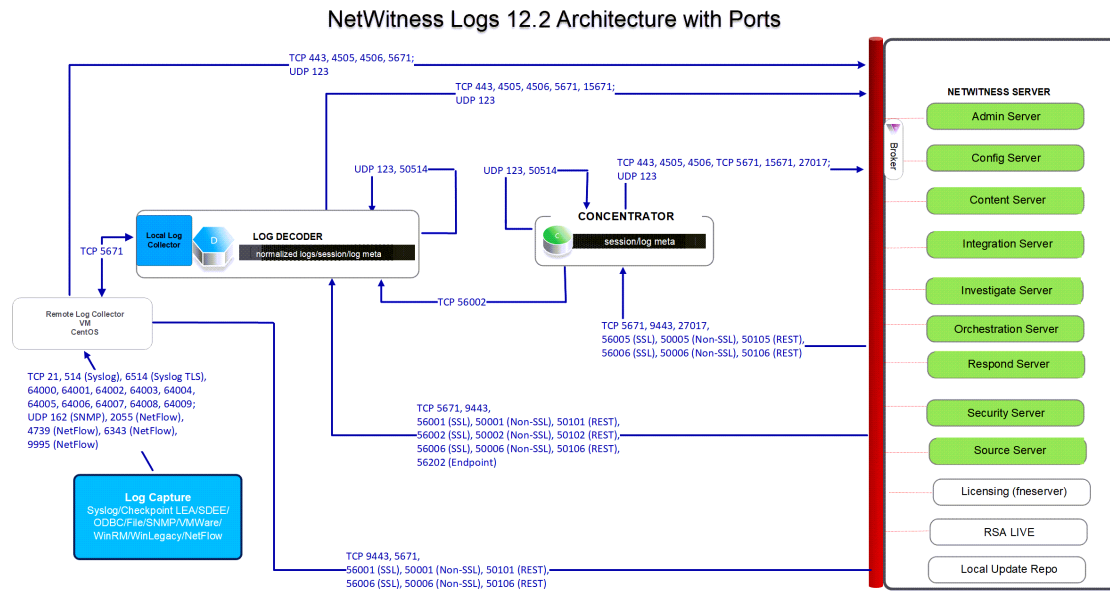 NetWitness Logs 12.2 Architecture with Ports
TCP 443, 4505, 4506, 5671;
UDP 123
TCP 443, 4505, 4506, 5671, 15671;
UDP 123
UDP 123, 50514
UDP 123, 50514
TCP 443, 4505, 4506, TCP 5671, 15671, 27017;
UDP 123
Local Log
Collector
D
LOG DECODER
normalized logs/session/log meta
CONCENTRATOR
C
session/log meta
TCP 5671
TCP 56002
Remote Log Collector
VM
CentOS
TCP 5671, 9443, 27017,
56005 (SSL), 50005 (Non-SSL), 50105 (REST),
56006 (SSL), 50006 (Non-SSL), 50106 (REST)
TCP 21, 514 (Syslog), 6514 (Syslog TLS),
64000, 64001, 64002, 64003, 64004,
64005, 64006, 64007, 64008, 64009;
UDP 162 (SNMP), 2055 (NetFlow),
4739 (NetFlow), 6343 (NetFlow),
9995 (NetFlow)
TCP 5671, 9443,
56001 (SSL), 50001 (Non-SSL), 50101 (REST),
56002 (SSL), 50002 (Non-SSL), 50102 (REST),
56006 (SSL), 50006 (Non-SSL), 50106 (REST),
56202 (Endpoint)
Log Capture
Syslog/Checkpoint LEA/SDEE/
ODBC/File/SNMP/VMWare/
WinRM/WinLegacy/NetFlow
TCP 9443, 5671,
56001 (SSL), 50001 (Non-SSL), 50101 (REST),
56006 (SSL), 50006 (Non-SSL), 50106 (REST)
Broker
NETWITNESS SERVER
Admin Server
Config Server
Content Server
Integration Server
Investigate Server
Orchestration Server
Respond Server
Security Server
Source Server
Licensing (fneserver)
RSA LIVE
Local Update Repo